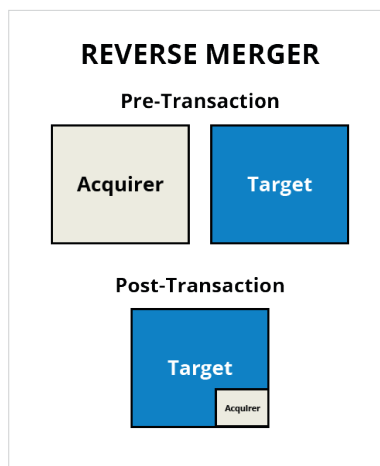 REVERSE MERGER
Pre-Transaction
Acquirer
Target
Post-Transaction
Target
Acquirer